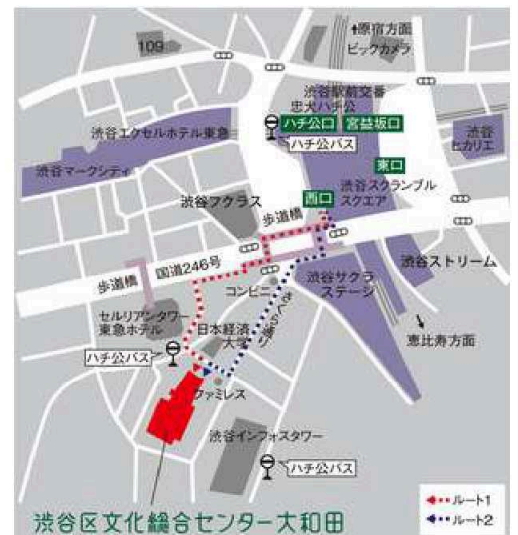 ↑原宿方面
109
ビックカメラ
渋谷駅前交番
忠犬ハチ公
ハチ公口
宮益坂口
渋谷エクセルホテル東急
ハチ公バス
渋谷
ヒカリエ
東口
渋谷マークシティ
西口
渋谷スクランブル
スクエア
渋谷フクラス
歩道橋
国道246号
歩道橋
渋谷ストリーム
渋谷サクラ
ステージ
コンビニ
さくら通り
セルリアンタワー
東急ホテル
日本経済
大学
恵比寿方面
ハチ公バス
ファミレス
渋谷インフォスタワー
ハチ公バス
ルート1
ルート2
渋谷区文化総合センター大和田